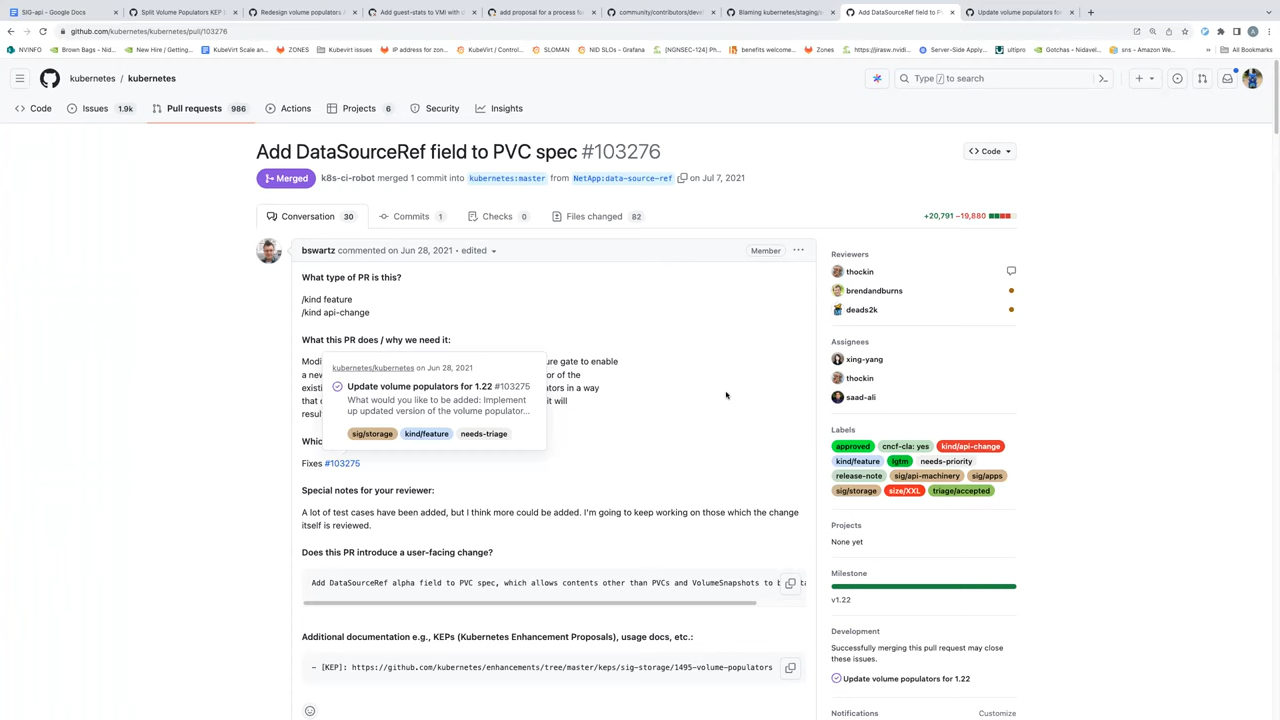 SIG-api - Google Docs
Split Volume Populators KEP f
Redesign volume populators
Add guest-stats to VMI with p
add proposal for a process for
community/contributors/deve
Blaming kubernetes/staging/s
Add DataSourceRef field to P
Update volume populators for
github.com/kubernetes/kubernetes/pull/103276
NVINFO
Brown Bags - Nid...
New Hire / Getting...
KubeVirt Scale and...
ZONES
Kubevirt issues
IP address for zon...
KubeVirt / Control...
SLOMAN
NID SLOs - Grafana
[NGNSEC-124] [Ph...
benefits welcome...
Zones
https://jirasw.nvidi...
Server-Side Apply...
ultipro
Gotchas - Nidavel...
sns - Amazon We...
»
All Bookmarks
kubernetes / kubernetes
Type / to search
Code
Issues 1.9k
Pull requests 986
Actions
Projects 6
Security
Insights
Add DataSourceRef field to PVC spec #103276
Code
Merged
k8s-ci-robot merged 1 commit into kubernetes:master from NetApp:data-source-ref on Jul 7, 2021
Conversation 30
Commits 1
Checks 0
Files changed 82
+20,791 −19,880
bswartz commented on Jun 28, 2021 • edited
Member
What type of PR is this?
/kind feature
/kind api-change
What this PR does / why we need it:
kubernetes/kubernetes on Jun 28, 2021
Update volume populators for 1.22 #103275
What would you like to be added: Implement
up updated version of the volume populator...
sig/storage
kind/feature
needs-triage
Fixes #103275
Special notes for your reviewer:
A lot of test cases have been added, but I think more could be added. I'm going to keep working on those which the change
itself is reviewed.
Does this PR introduce a user-facing change?
Add DataSourceRef alpha field to PVC spec, which allows contents other than PVCs and VolumeSnapshots to b
Additional documentation e.g., KEPs (Kubernetes Enhancement Proposals), usage docs, etc.:
- [KEP]: https://github.com/kubernetes/enhancements/tree/master/keps/sig-storage/1495-volume-populators
Reviewers
thockin
brendandburns
deads2k
Assignees
xing-yang
thockin
saad-ali
Labels
approved
cncf-cla: yes
kind/api-change
kind/feature
lgtm
needs-priority
release-note
sig/api-machinery
sig/apps
sig/storage
size/XXL
triage/accepted
Projects
None yet
Milestone
v1.22
Development
Successfully merging this pull request may close
these issues.
Update volume populators for 1.22
Notifications
Customize